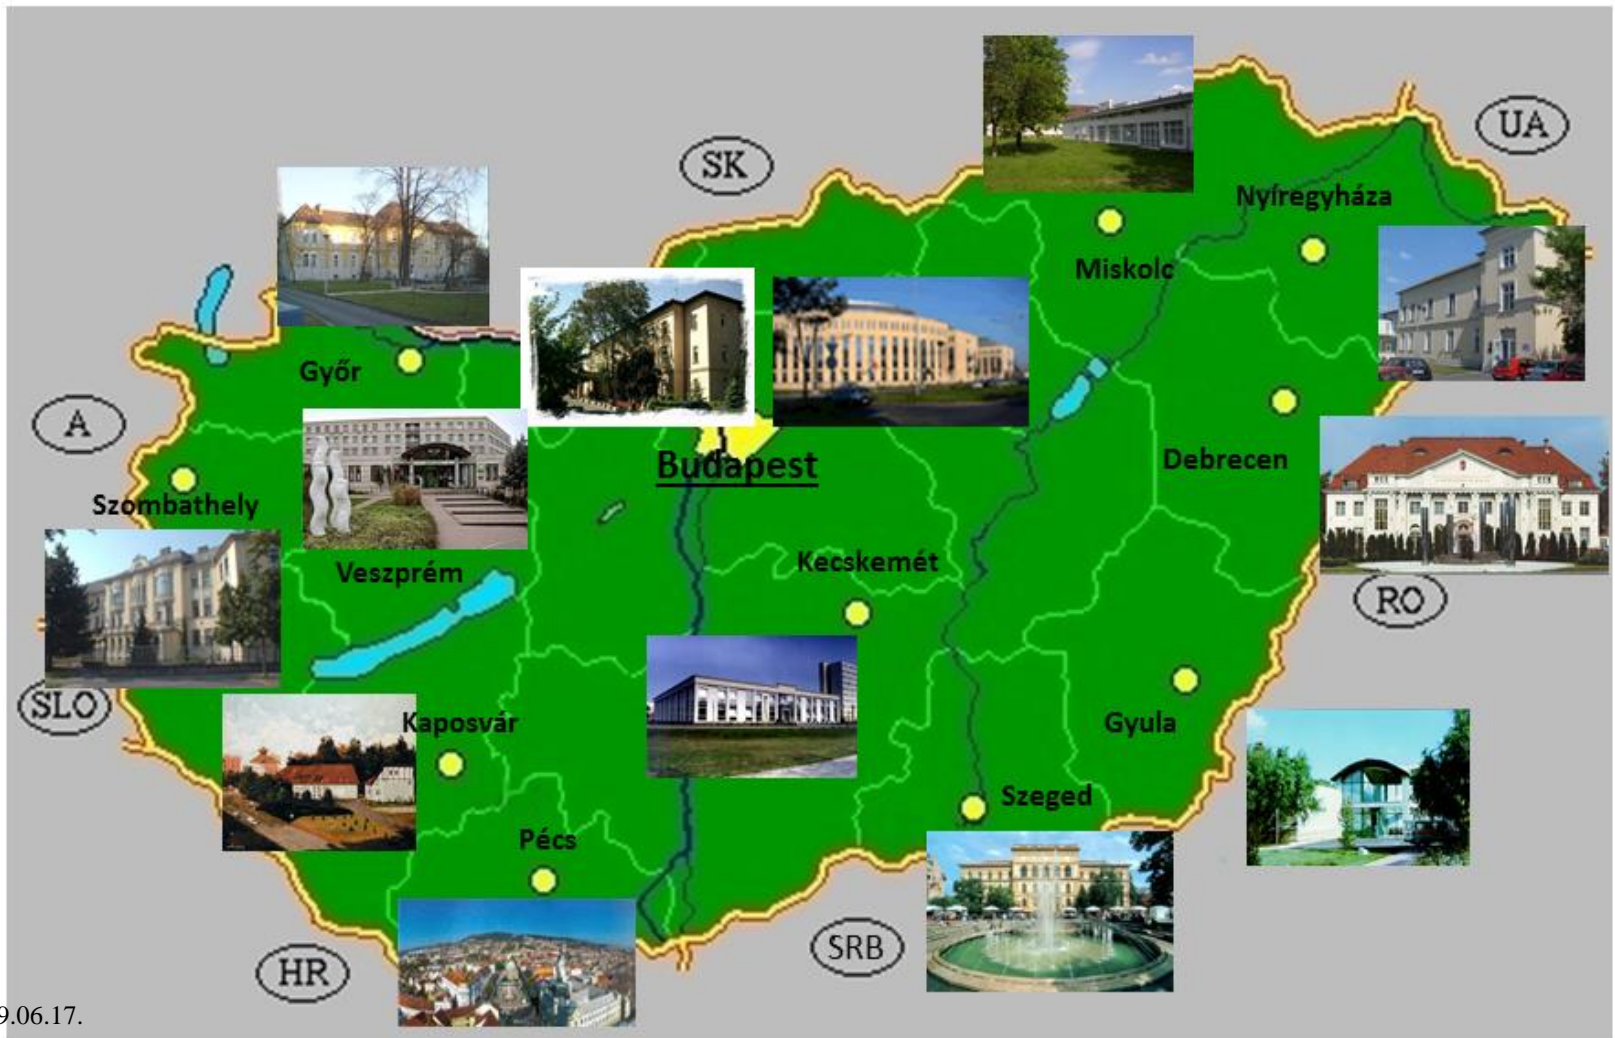 UA
SK
Nyíregyháza
Miskolc
Győr
A
Budapest
Debrecen
Szombathely
Kecskemét
Veszprém
RO
SLO
Kaposvár
Gyula
Szeged
Pécs
SRB
HR
9.06.17.